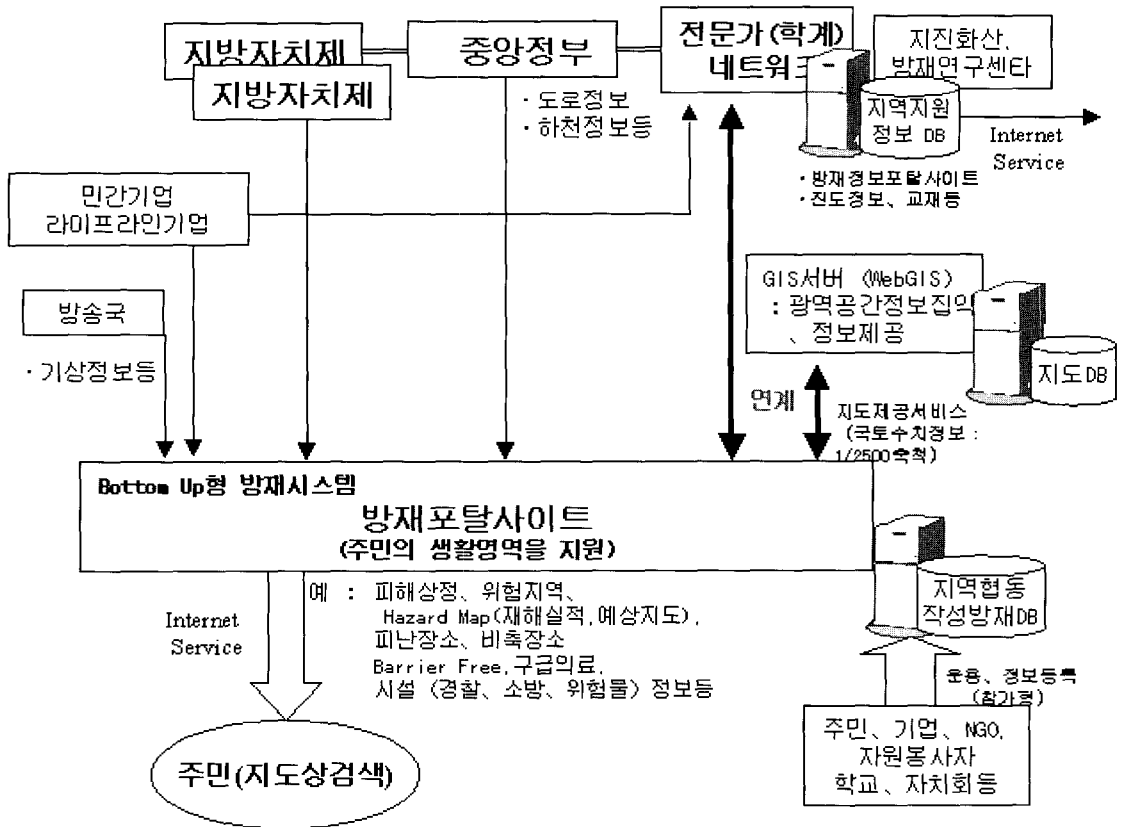 지방자치제
지방자치제
중앙정부
· 도로정보
· 하천정보등
전문가(학계)
네트워크
지진화산,
방재연구센타
지역지원
정보 DB
Internet
Service
· 방재정보포탈사이트
· 진도정보、교재등
민간기업
라이프라인기업
방송국
· 기상정보등
GIS서버 (WebGIS)
: 광역공간정보집약
、정보제공
지도DB
연계
지도제공서비스
(국토수치정보 :
1/2500축척)
Bottom Up형 방재시스템
방재포탈사이트
(주민의 생활명역을 지원)
Internet
Service
예 : 피해상정、위험지역、
Hazard Map(재해실적,예상지도),
피난장소、비축장소
Barrier Free,구급의료,
시설 (경찰、소방、위험물) 정보등
주민(지도상검색)
지역협동
작성방재DB
운용、정보등록
(참가형)
주민、기업、NGO,
자원봉사자
학교、자치회등